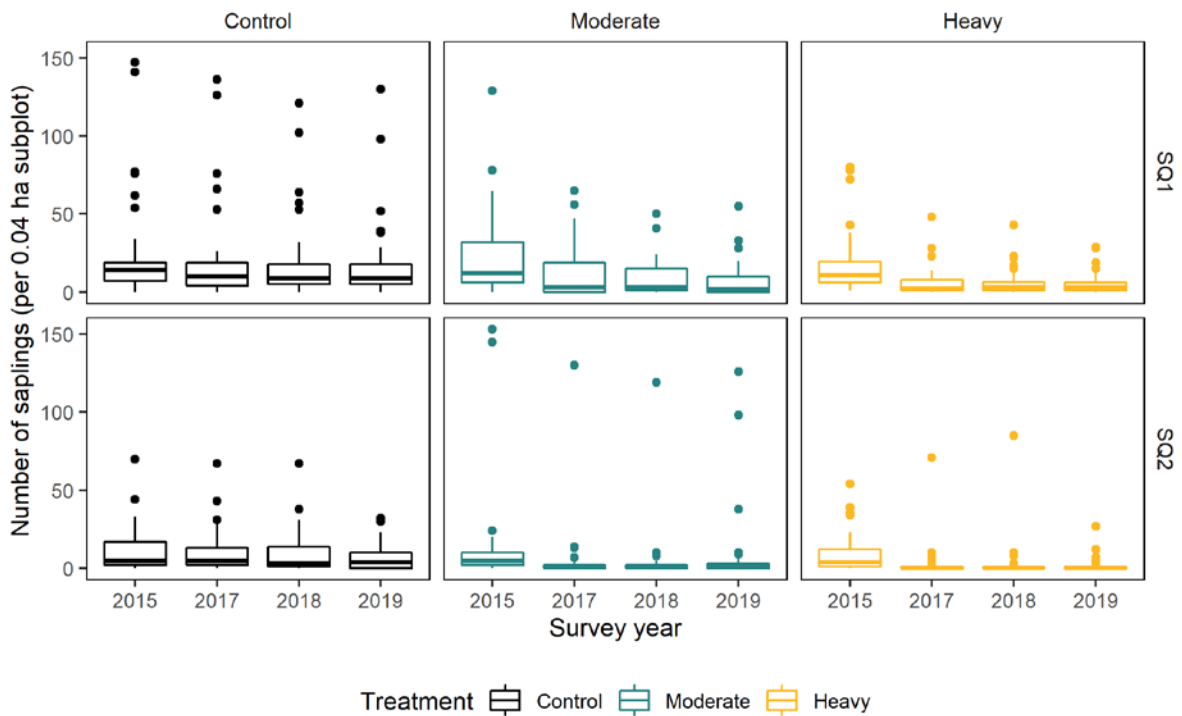 Control Moderate Heavy
Number of saplings (per 0.04 ha subplot)
150
100
50
0
SQ1
150
100
50
0
SQ2
2015 2017 2018 2019 2015 2017 2018 2019 2015 2017 2018 2019
Survey year
Treatment Control Moderate Heavy